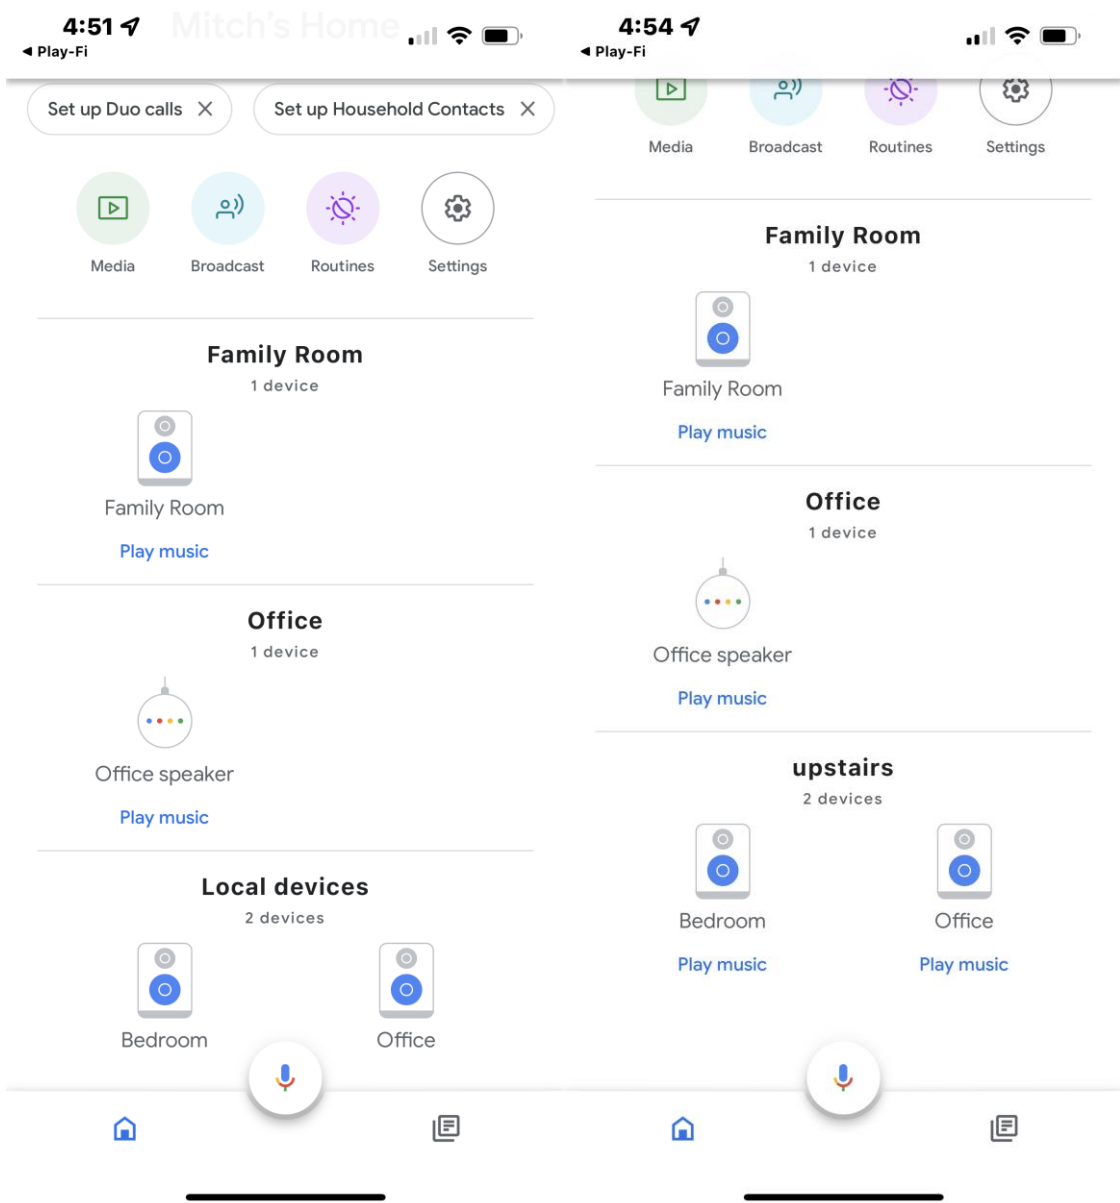 4:51
Mitch's Home
◀ Play-Fi
Set up Duo calls
Set up Household Contacts
Media
Broadcast
Routines
Settings
Family Room
1 device
Family Room
Play music
Office
1 device
Office speaker
Play music
Local devices
2 devices
Bedroom
Office
4:54
◀ Play-Fi
Media
Broadcast
Routines
Settings
Family Room
1 device
Family Room
Play music
Office
1 device
Office speaker
Play music
upstairs
2 devices
Bedroom
Office
Play music
Play music